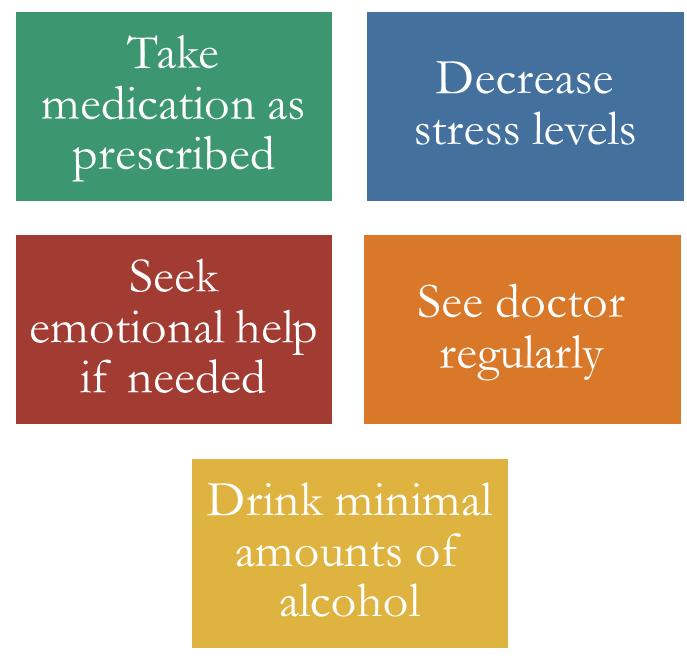 Take
medication as
prescribed
Decrease
stress levels
Seek
emotional help
if needed
See doctor
regularly
Drink minimal
amounts of
alcohol